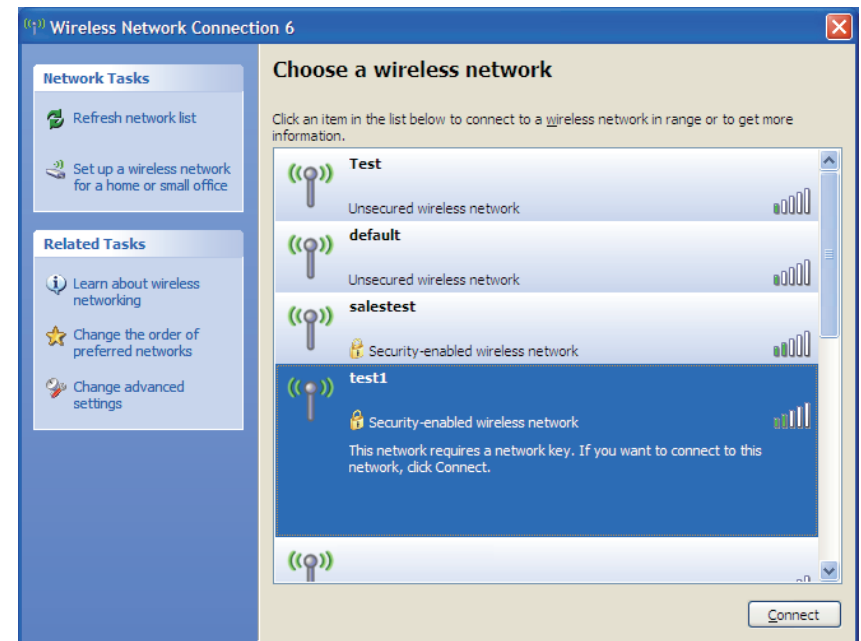 Wireless Network Connection 6
Network Tasks
Refresh network list
Set up a wireless network
for a home or small office
Related Tasks
Learn about wireless
networking
Change the order of
preferred networks
Change advanced
settings
Choose a wireless network
Click an item in the list below to connect to a wireless network in range or to get more
information.
Test
Unsecured wireless network
default
Unsecured wireless network
salestest
Security-enabled wireless network
test1
Security-enabled wireless network
This network requires a network key. If you want to connect to this
network, click Connect.
Connect